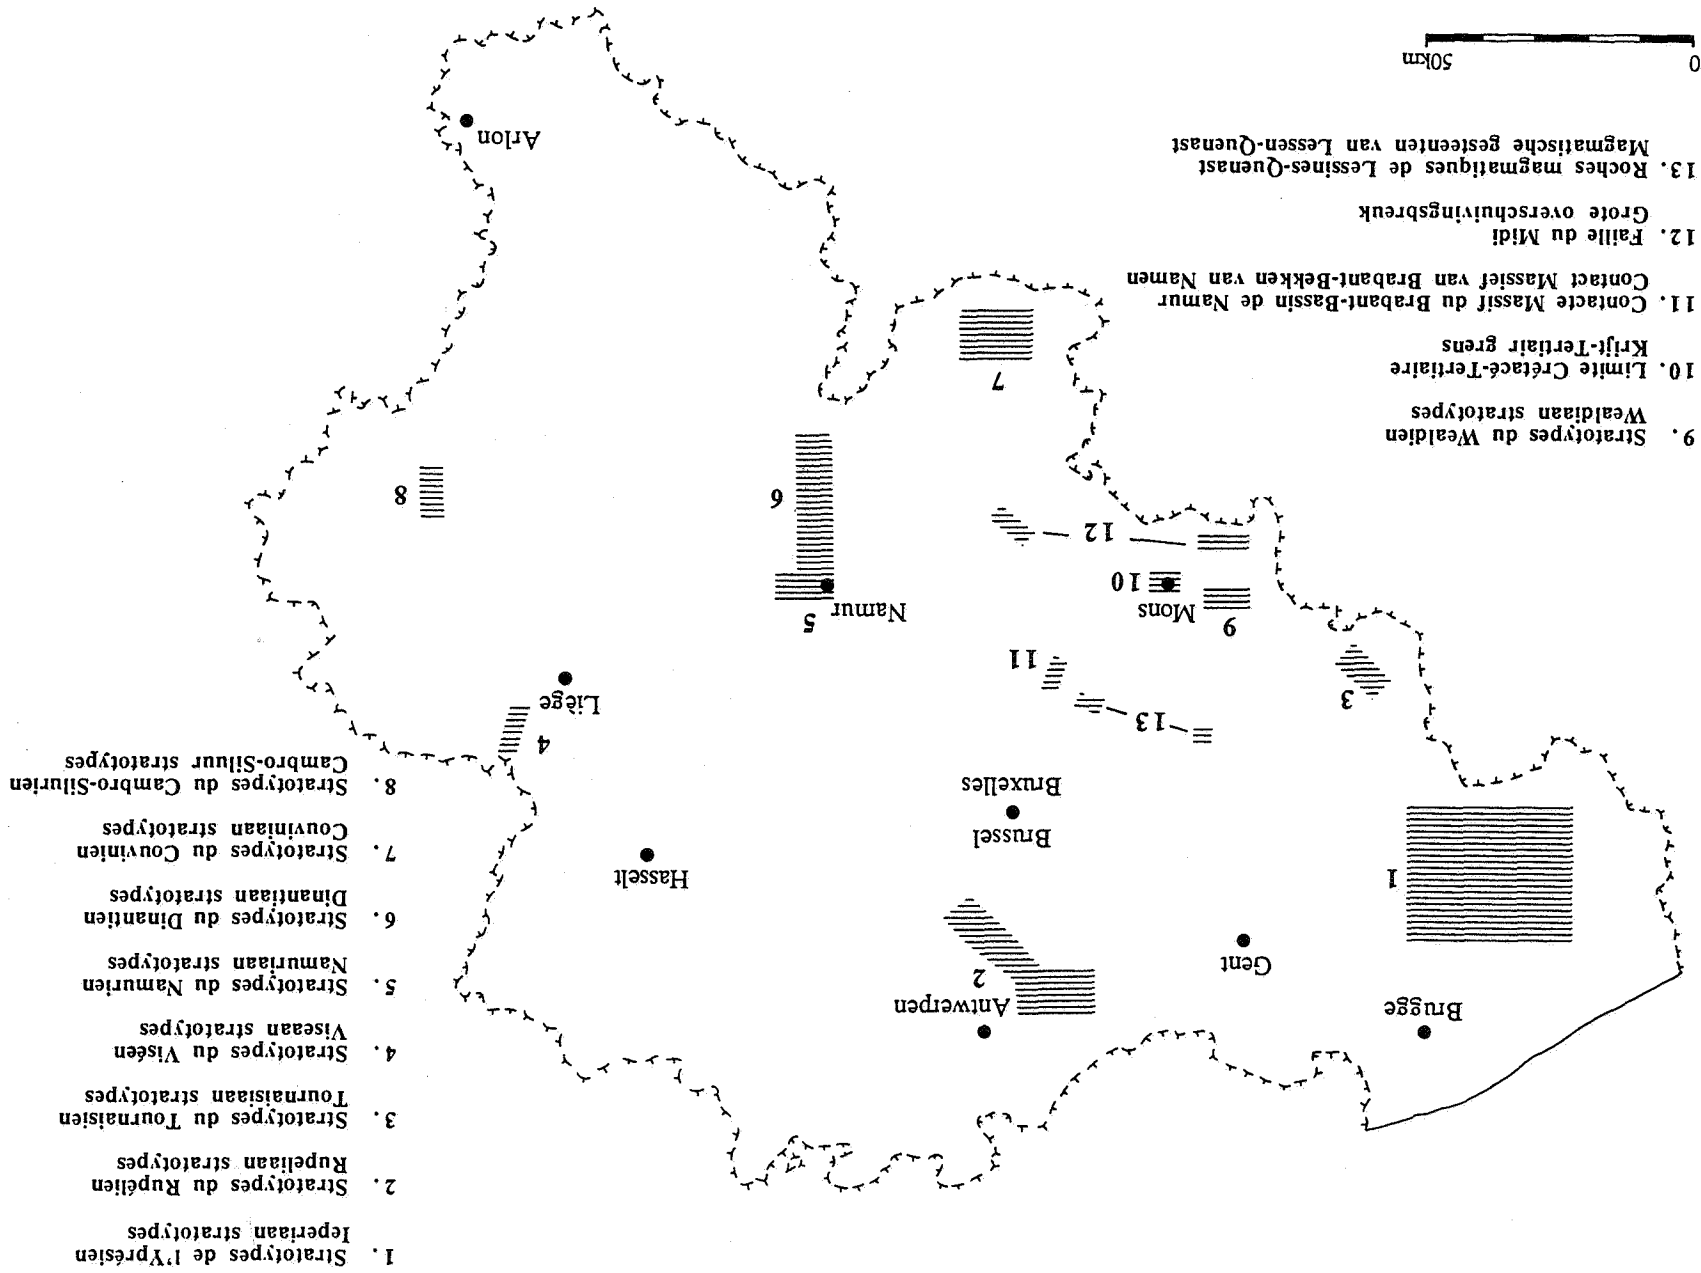 1. Stratotypes de l'Yprésien
Ieperiaan stratotypes
2. Stratotypes du Rupélien
Rupeliaan stratotypes
3. Stratotypes du Tournaisien
Tournaisiaan stratotypes
4. Stratotypes du Viséen
Viseaan stratotypes
5. Stratotypes du Namurien
Namuriaan stratotypes
6. Stratotypes du Dinantien
Dinantiaan stratotypes
7. Stratotypes du Couvinien
Couviniaan stratotypes
8. Stratotypes du Cambro-Silurien
Cambro-Siluur stratotypes
Brugge
Antwerpen
2
Gent
1
Hasselt
Brussel
Bruxelles
13
4
Liège
3
11
9
Mons
10
5
Namur
12
6
8
7
Arlon
9. Stratotypes du Wealdien
Wealdiaan stratotypes
10. Limite Crétacé-Tertiaire
Krijt-Tertiair grens
11. Contacte Massif du Brabant-Bassin de Namur
Contact Massief van Brabant-Bekken van Namen
12. Faille du Midi
Grote overschuivingsbreuk
13. Roches magmatiques de Lessines-Quenast
Magmatische gesteenten van Lessen-Quenast
0 50km